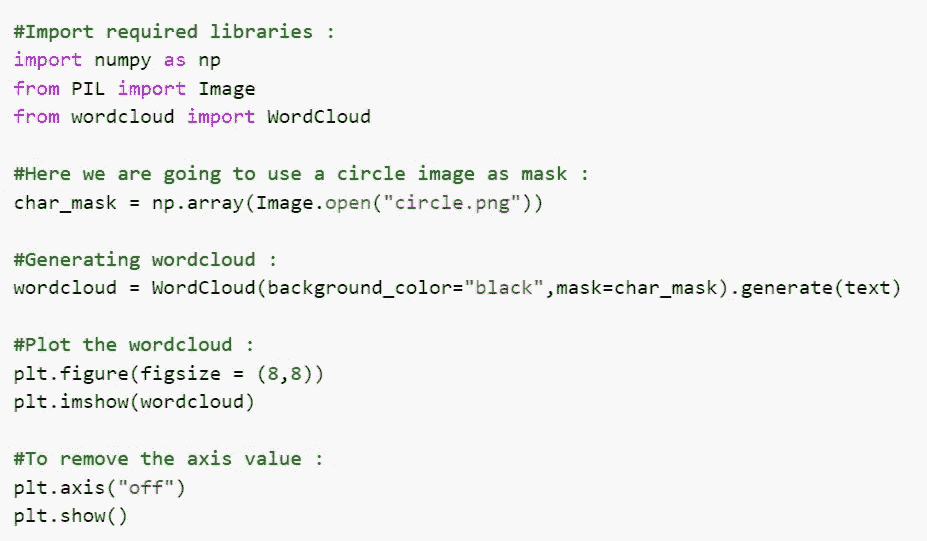 #Import required libraries :
import numpy as np
from PIL import Image
from wordcloud import WordCloud
#Here we are going to use a circle image as mask :
char_mask = np.array(Image.open("circle.png"))
#Generating wordcloud :
wordcloud = WordCloud(background_color="black",mask=char_mask).generate(text)
#Plot the wordcloud :
plt.figure(figsize = (8,8))
plt.imshow(wordcloud)
#To remove the axis value :
plt.axis("off")
plt.show()